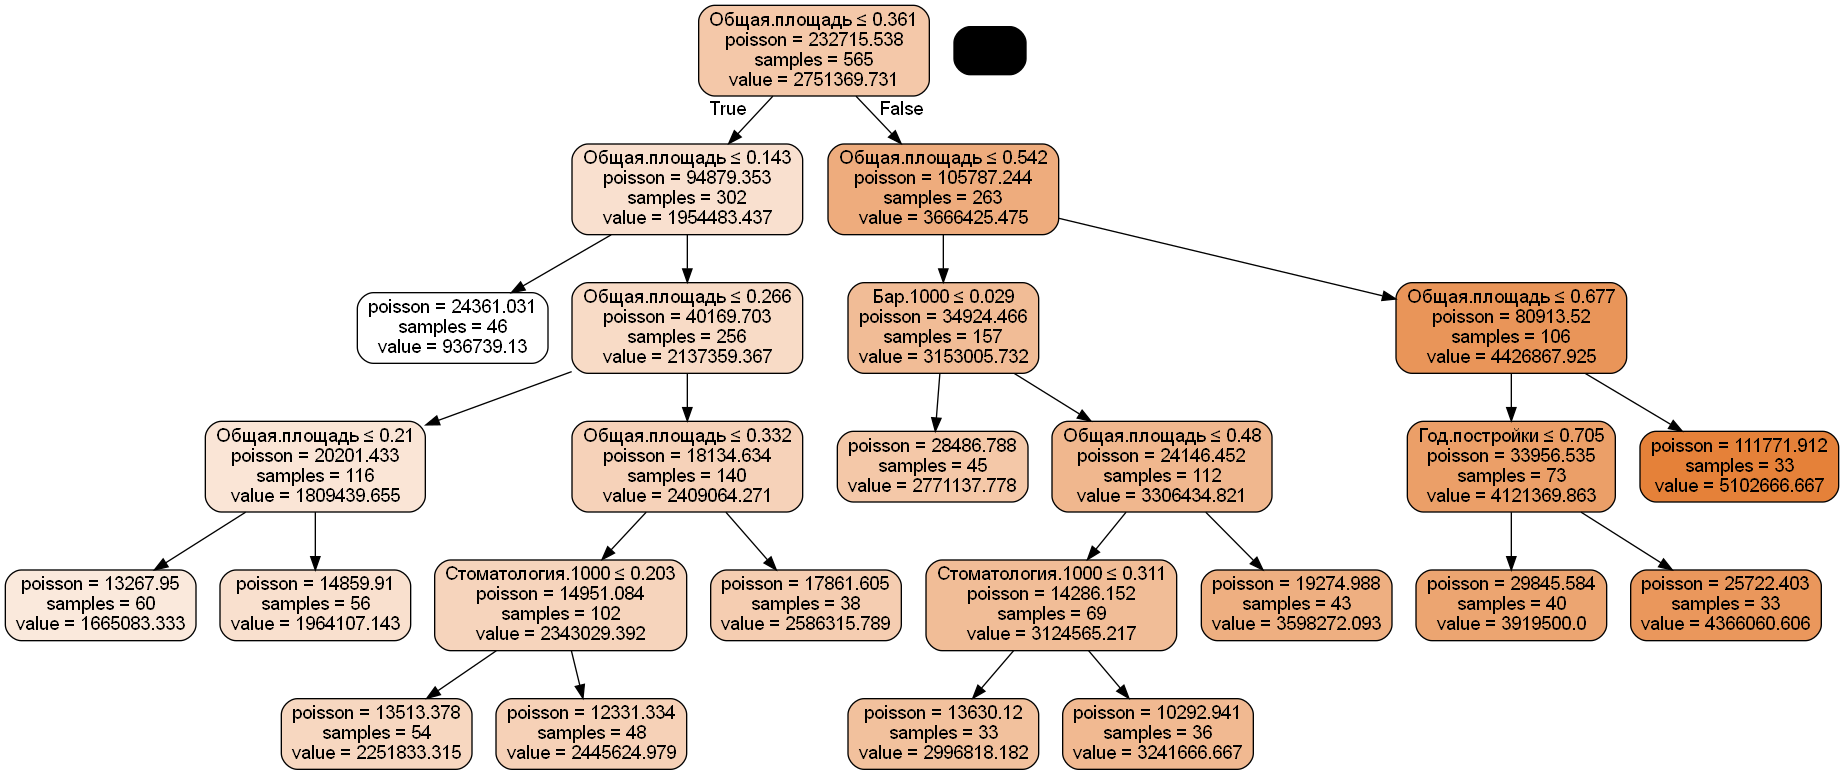 Общая.площадь ≤ 0.361
poisson = 232715.538
samples = 565
value = 2751369.731
True
False
Общая.площадь ≤ 0.143
poisson = 94879.353
samples = 302
value = 1954483.437
Общая.площадь ≤ 0.542
poisson = 105787.244
samples = 263
value = 3666425.475
poisson = 24361.031
samples = 46
value = 936739.13
Общая.площадь ≤ 0.266
poisson = 40169.703
samples = 256
value = 2137359.367
Бар.1000 ≤ 0.029
poisson = 34924.466
samples = 157
value = 3153005.732
Общая.площадь ≤ 0.677
poisson = 80913.52
samples = 106
value = 4426867.925
Общая.площадь ≤ 0.21
poisson = 20201.433
samples = 116
value = 1809439.655
Общая.площадь ≤ 0.332
poisson = 18134.634
samples = 140
value = 2409064.271
poisson = 28486.788
samples = 45
value = 2771137.778
Общая.площадь ≤ 0.48
poisson = 24146.452
samples = 112
value = 3306434.821
Год.постройки ≤ 0.705
poisson = 33956.535
samples = 73
value = 4121369.863
poisson = 111771.912
samples = 33
value = 5102666.667
poisson = 13267.95
samples = 60
value = 1665083.333
poisson = 14859.91
samples = 56
value = 1964107.143
Стоматология.1000 ≤ 0.203
poisson = 14951.084
samples = 102
value = 2343029.392
poisson = 17861.605
samples = 38
value = 2586315.789
Стоматология.1000 ≤ 0.311
poisson = 14286.152
samples = 69
value = 3124565.217
poisson = 19274.988
samples = 43
value = 3598272.093
poisson = 29845.584
samples = 40
value = 3919500.0
poisson = 25722.403
samples = 33
value = 4366060.606
poisson = 13513.378
samples = 54
value = 2251833.315
poisson = 12331.334
samples = 48
value = 2445624.979
poisson = 13630.12
samples = 33
value = 2996818.182
poisson = 10292.941
samples = 36
value = 3241666.667